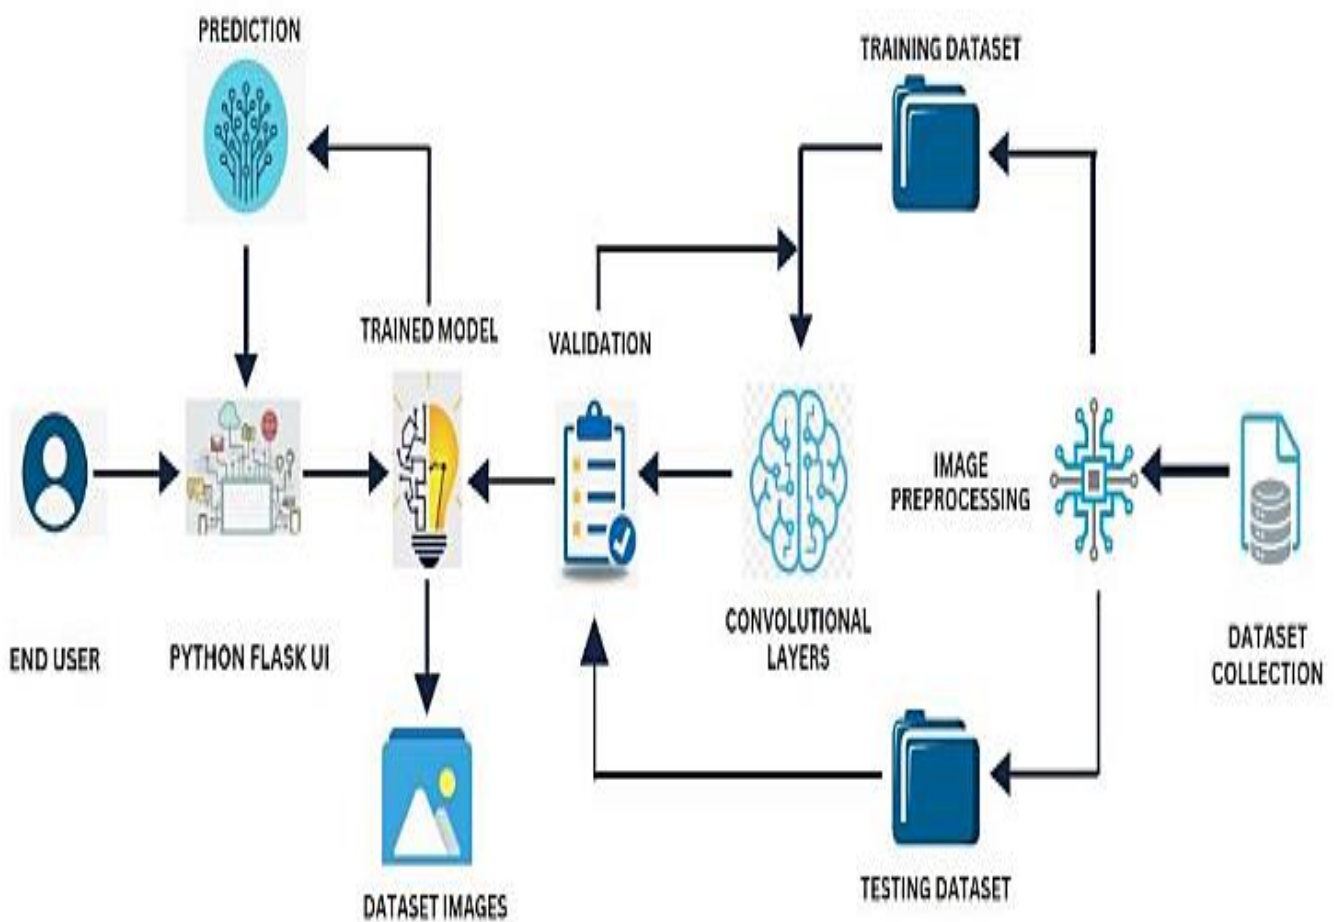 PREDICTION
TRAINING DATASET
TRAINED MODEL
VALIDATION
IMAGE
PREPROCESSING
CONVOLUTIONAL
LAYERS
END USER
PYTHON FLASK UI
DATASET
COLLECTION
DATASET IMAGES
TESTING DATASET